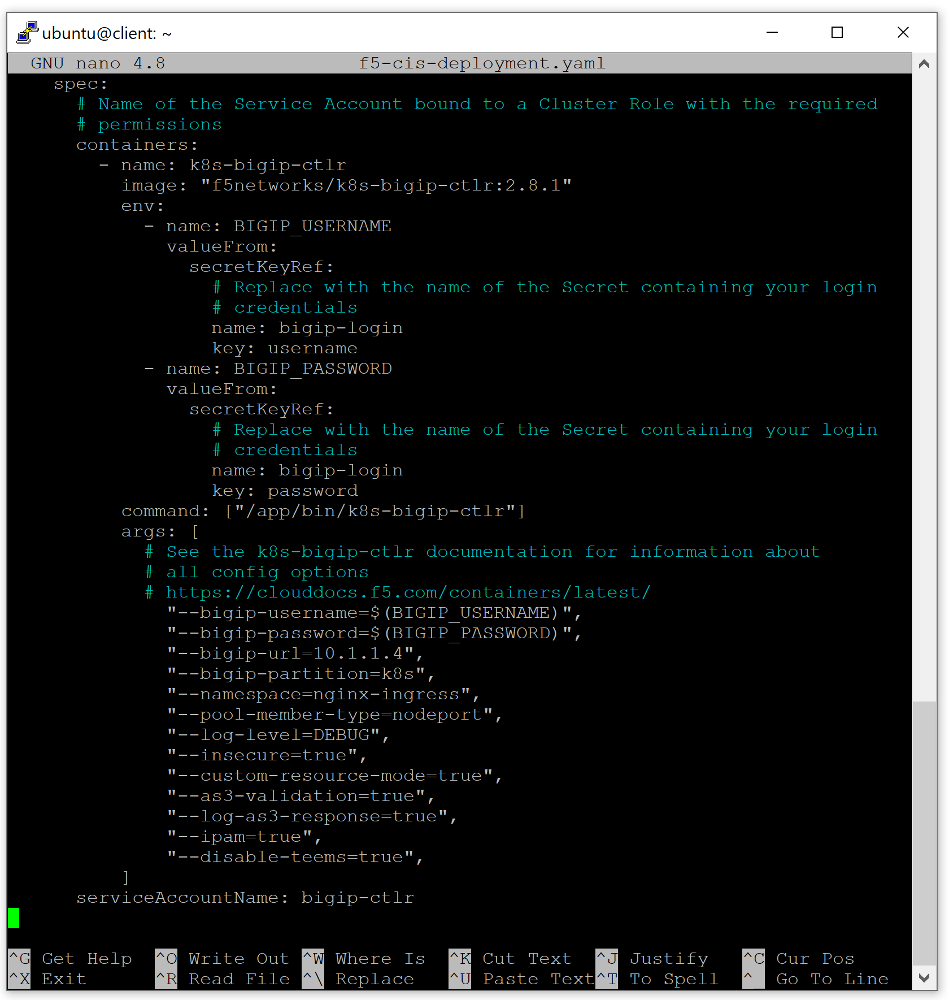 ubuntu@client: ~
GNU nano 4.8 f5-cis-deployment.yaml
spec:
# Name of the Service Account bound to a Cluster Role with the required
# permissions
containers:
- name: k8s-bigip-ctlr
image: "f5networks/k8s-bigip-ctlr:2.8.1"
env:
- name: BIGIP_USERNAME
valueFrom:
secretKeyRef:
# Replace with the name of the Secret containing your login
# credentials
name: bigip-login
key: username
- name: BIGIP_PASSWORD
valueFrom:
secretKeyRef:
# Replace with the name of the Secret containing your login
# credentials
name: bigip-login
key: password
command: ["/app/bin/k8s-bigip-ctlr"]
args: [
# See the k8s-bigip-ctlr documentation for information about
# all config options
# https://clouddocs.f5.com/containers/latest/
"--bigip-username=$(BIGIP_USERNAME)",
"--bigip-password=$(BIGIP_PASSWORD)",
"--bigip-url=10.1.1.4",
"--bigip-partition=k8s",
"--namespace=nginx-ingress",
"--pool-member-type=nodeport",
"--log-level=DEBUG",
"--insecure=true",
"--custom-resource-mode=true",
"--as3-validation=true",
"--log-as3-response=true",
"--ipam=true",
"--disable-teems=true",
]
serviceAccountName: bigip-ctlr
^G Get Help ^O Write Out ^W Where Is ^K Cut Text ^J Justify ^C Cur Pos
^X Exit ^R Read File ^\ Replace ^U Paste Text^T To Spell ^_ Go To Line